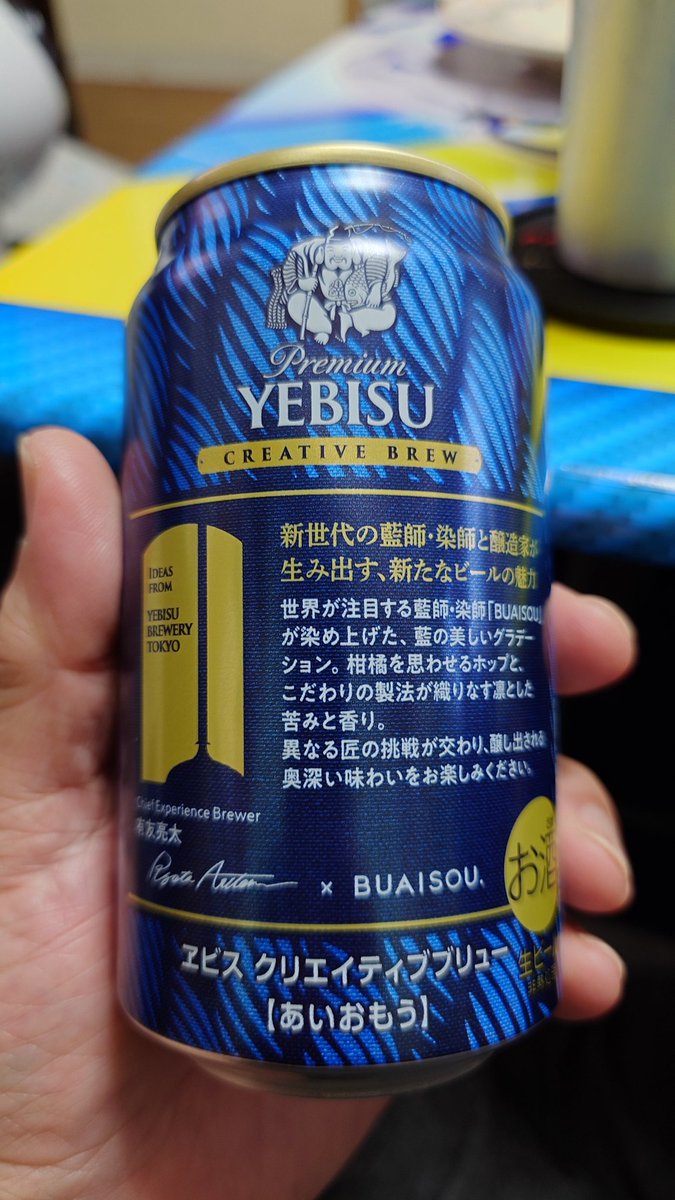 Premium
YEBISU
CREATIVE BREW
IDEAS
FROM
YEBISU
BREWERY
TOKYO
新世代の藍師・染師と醸造家が
生み出す、新たなビールの魅力
世界が注目する藍師・染師「BUAISOU」
が染め上げた、藍の美しいグラデー
ション。柑橘を思わせるホップと、
こだわりの製法が織りなす凛とした
苦みと香り。
異なる匠の挑戦が交わり、醸し出される
奥深い味わいをお楽しみください。
Chief Experience Brewer
有友亮太
× BUAISOU.
お酒
ヱビス クリエイティブブリュー
【あいおもう】
生ビー